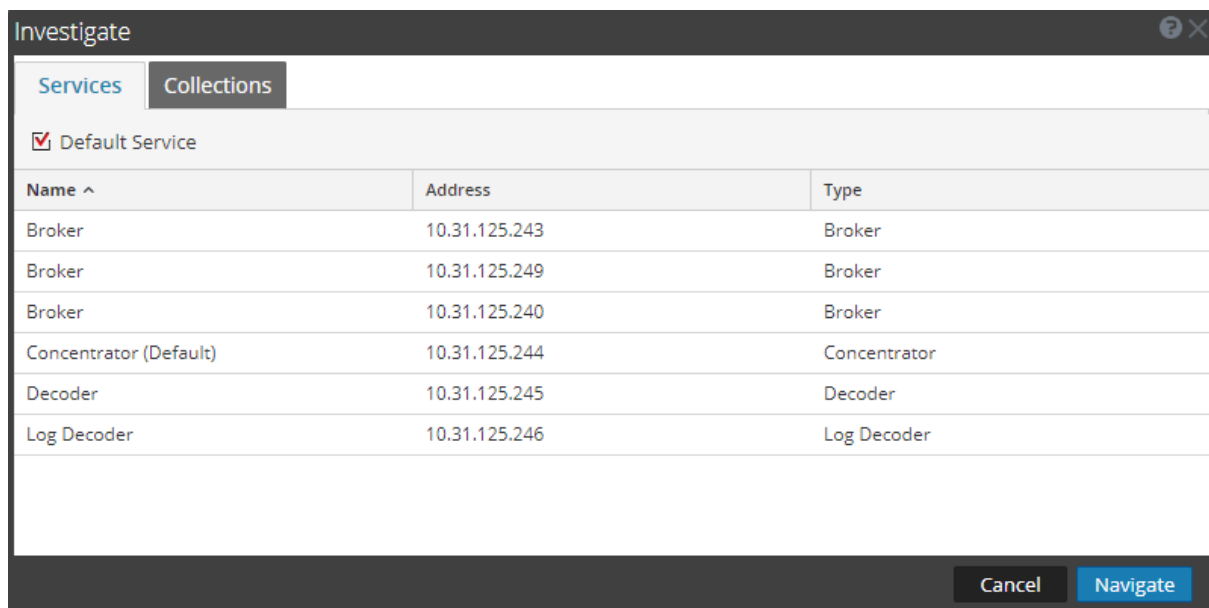 Investigate
Services Collections
Default Service
Name Address Type
Broker 10.31.125.243 Broker
Broker 10.31.125.249 Broker
Broker 10.31.125.240 Broker
Concentrator (Default) 10.31.125.244 Concentrator
Decoder 10.31.125.245 Decoder
Log Decoder 10.31.125.246 Log Decoder
Cancel Navigate